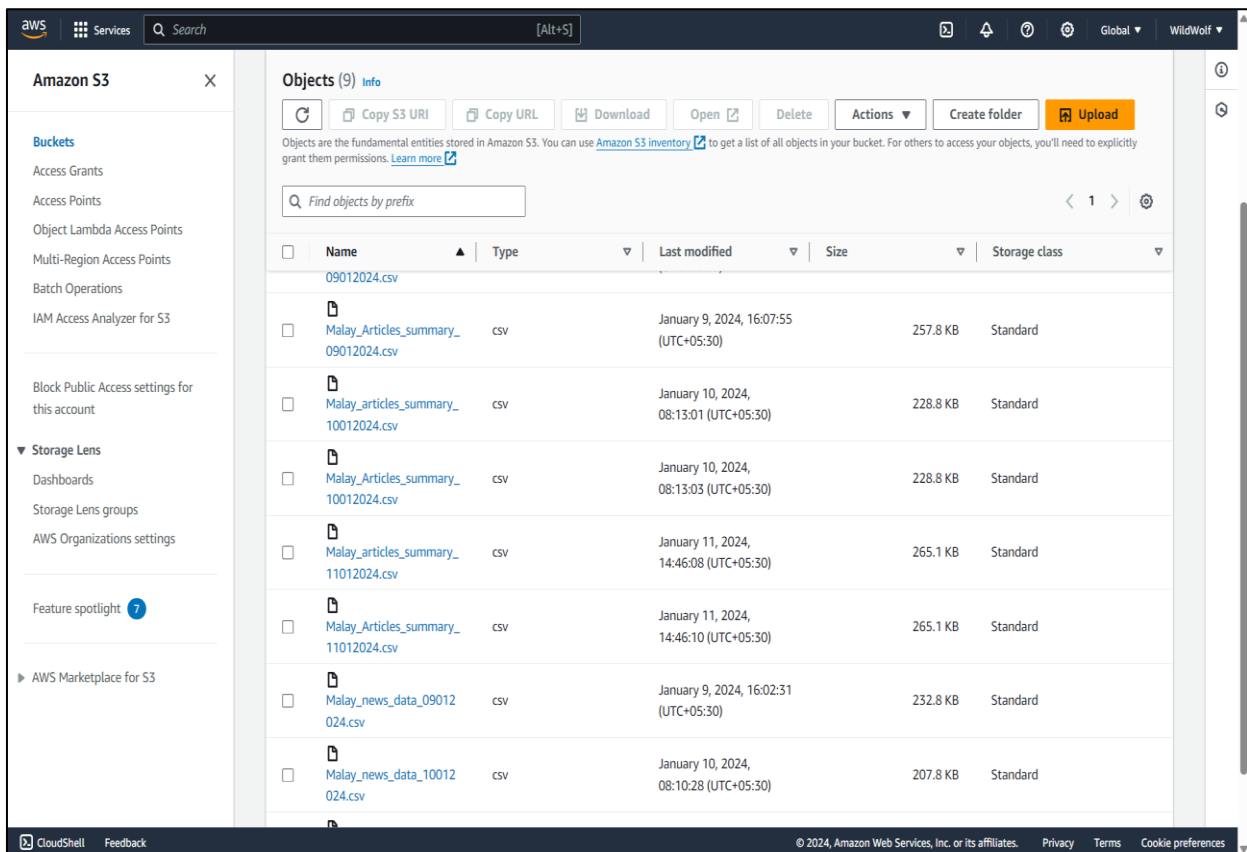 aws
Services
Search
[Alt+S]
Global
WildWolf
Amazon S3
Buckets
Access Grants
Access Points
Object Lambda Access Points
Multi-Region Access Points
Batch Operations
IAM Access Analyzer for S3
Block Public Access settings for
this account
Storage Lens
Dashboards
Storage Lens groups
AWS Organizations settings
Feature spotlight 7
AWS Marketplace for S3
Objects (9) Info
Copy S3 URI
Copy URL
Download
Open
Delete
Actions
Create folder
Upload
Objects are the fundamental entities stored in Amazon S3. You can use Amazon S3 inventory to get a list of all objects in your bucket. For others to access your objects, you'll need to explicitly
grant them permissions. Learn more
Find objects by prefix
1
Name
Type
Last modified
Size
Storage class
09012024.csv
Malay_Articles_summary_
09012024.csv
csv
January 9, 2024, 16:07:55
(UTC+05:30)
257.8 KB
Standard
Malay_articles_summary_
10012024.csv
csv
January 10, 2024,
08:13:01 (UTC+05:30)
228.8 KB
Standard
Malay_Articles_summary_
10012024.csv
csv
January 10, 2024,
08:13:03 (UTC+05:30)
228.8 KB
Standard
Malay_articles_summary_
11012024.csv
csv
January 11, 2024,
14:46:08 (UTC+05:30)
265.1 KB
Standard
Malay_Articles_summary_
11012024.csv
csv
January 11, 2024,
14:46:10 (UTC+05:30)
265.1 KB
Standard
Malay_news_data_09012
024.csv
csv
January 9, 2024, 16:02:31
(UTC+05:30)
232.8 KB
Standard
Malay_news_data_10012
024.csv
csv
January 10, 2024,
08:10:28 (UTC+05:30)
207.8 KB
Standard
CloudShell
Feedback
© 2024, Amazon Web Services, Inc. or its affiliates.
Privacy
Terms
Cookie preferences